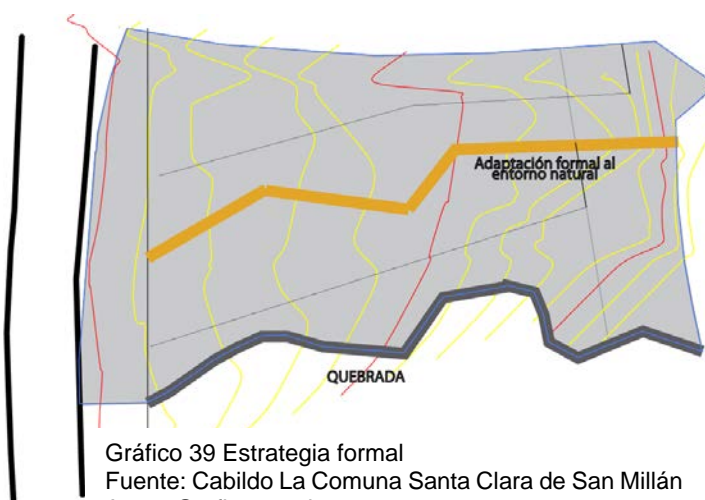 Adaptación formal al
entorno natural
QUEBRADA
Gráfico 39 Estrategia formal
Fuente: Cabildo La Comuna Santa Clara de San Millán